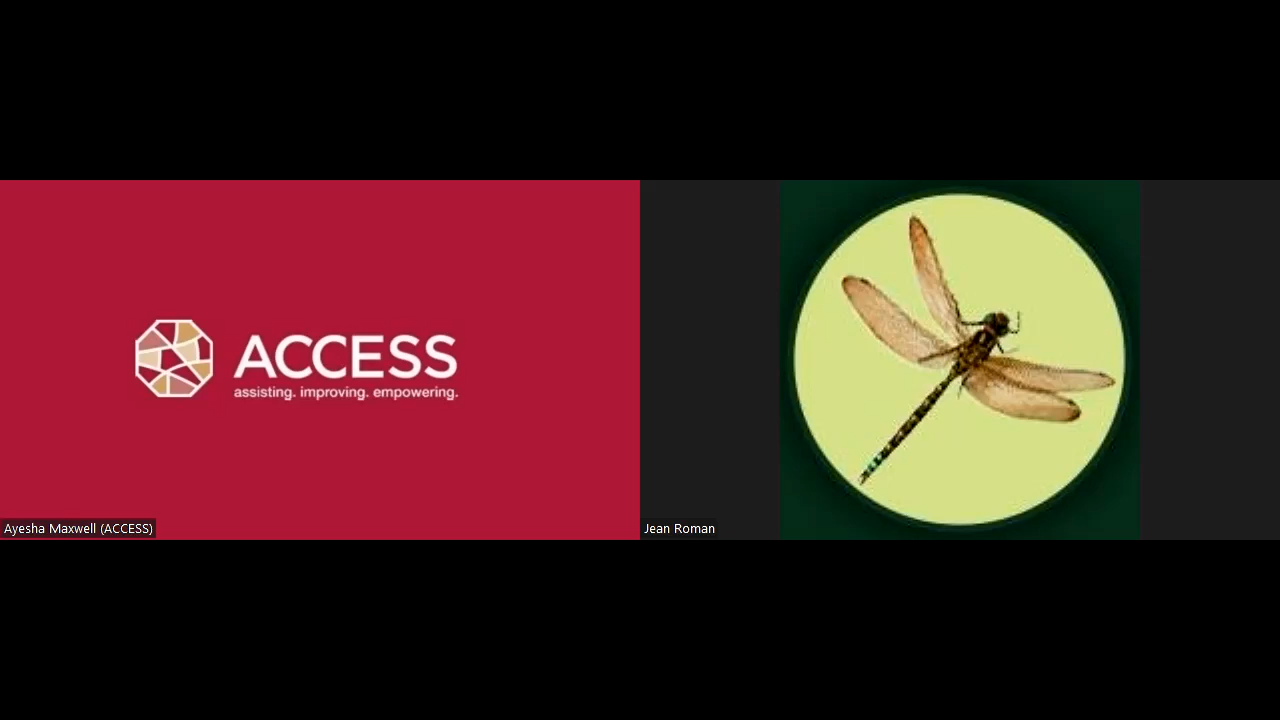 ACCESS
assisting. improving. empowering.
Ayesha Maxwell (ACCESS)
Jean Roman